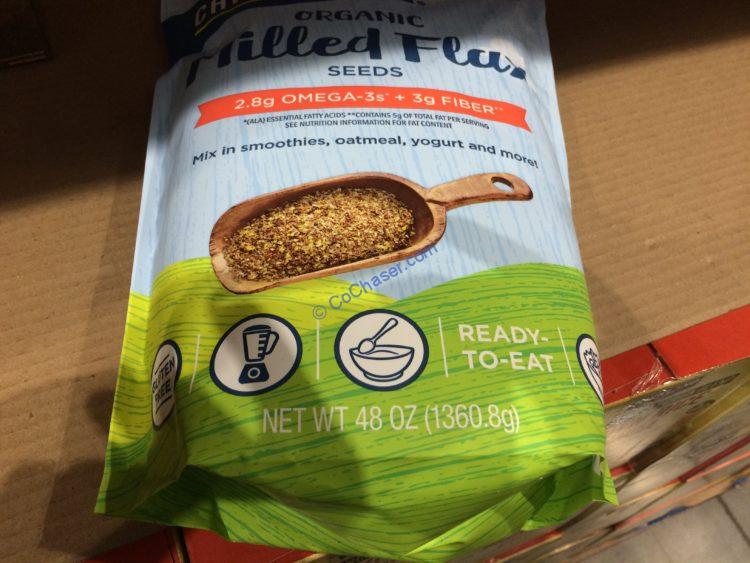 ORGANIC
Milled Flax
SEEDS
2.8g OMEGA-3s* + 3g FIBER**
*(ALA) ESSENTIAL FATTY ACIDS **CONTAINS 5g OF TOTAL FAT PER SERVING
SEE NUTRITION INFORMATION FOR FAT CONTENT
Mix in smoothies, oatmeal, yogurt and more!
© CoChaser.com
GLUTEN
FREE
READY-
TO-EAT
NET WT 48 OZ (1360.8g)